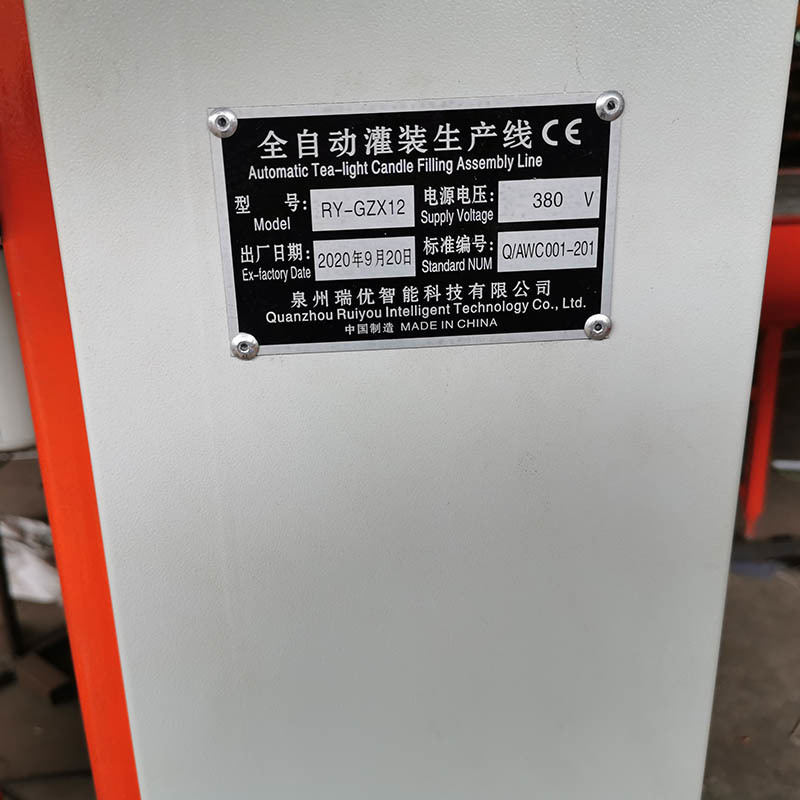 全自动灌装生产线 CE
Automatic Tea-light Candle Filling Assembly Line
型 号: RY-GZX12 电源电压: 380 V
Model Supply Voltage
出厂日期: 2020年9月20日 标准编号: Q/AWC001-201
Ex-factory Date Standard NUM
泉州瑞优智能科技有限公司
Quanzhou Ruiyou Intelligent Technology Co., Ltd.
中国制造 MADE IN CHINA